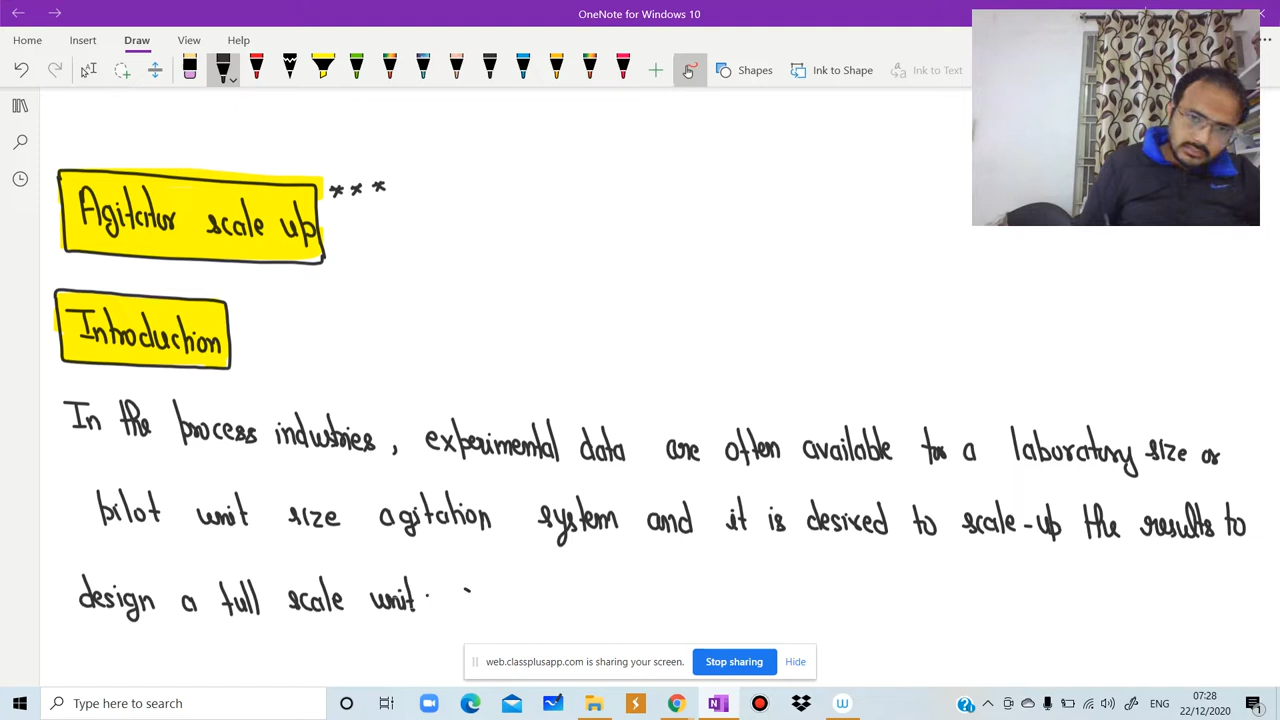 OneNote for Windows 10
Home Insert Draw View Help
Shapes Ink to Shape Ink to Text
Agitator scale up ***
Introduction
In the process industries, experimental data are often available for a laboratory size or
pilot unit size agitation system and it is desired to scale-up the results to
design a full scale unit.
web.classplusapp.com is sharing your screen. Stop sharing Hide
Type here to search
ENG
07:28
22/12/2020